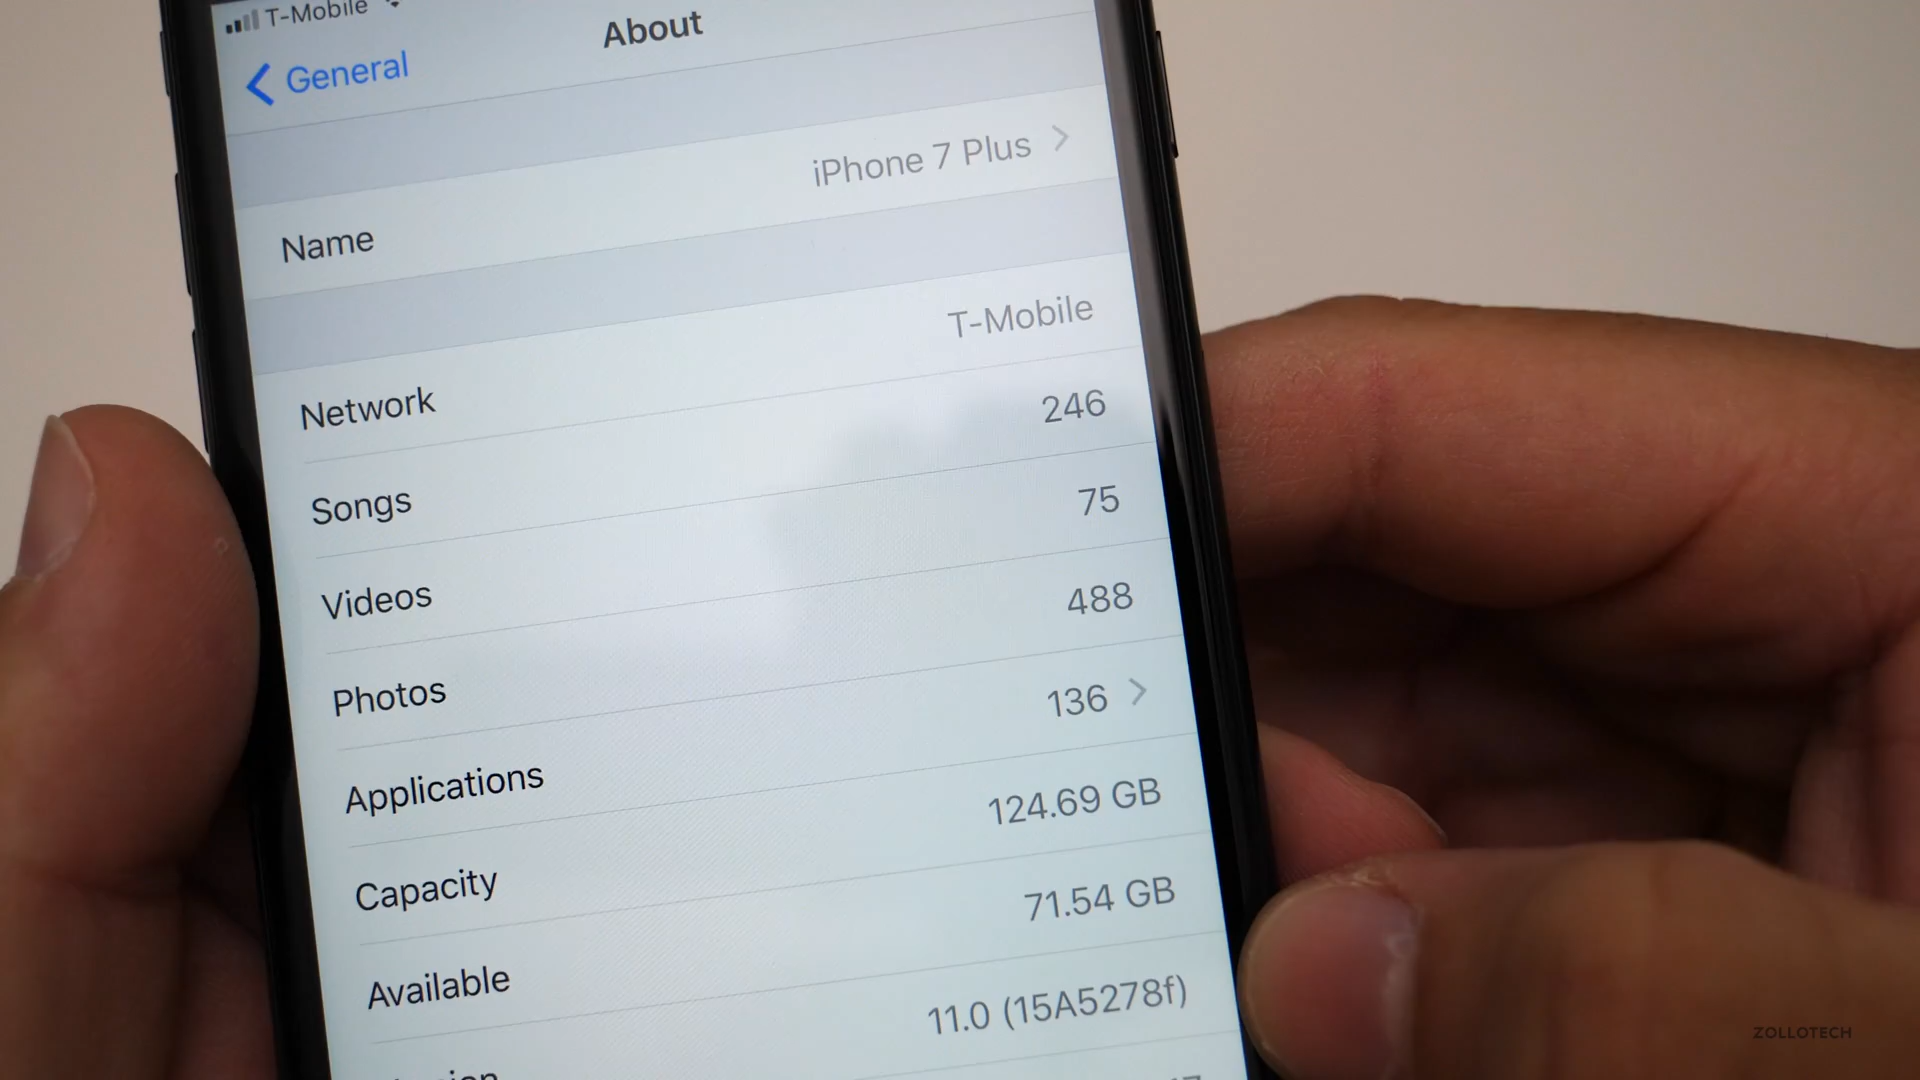 T-Mobile
General
About
Name
iPhone 7 Plus
Network
T-Mobile
Songs
246
Videos
75
Photos
488
Applications
136
Capacity
124.69 GB
Available
71.54 GB
11.0 (15A5278f)
ZOLLOTECH